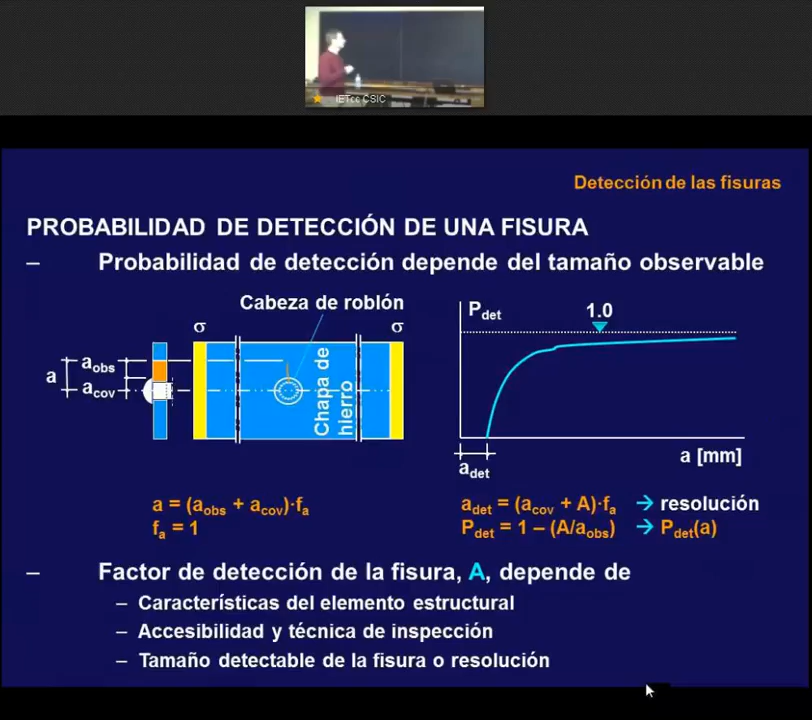 IETcc CSIC
Detección de las fisuras
PROBABILIDAD DE DETECCIÓN DE UNA FISURA
– Probabilidad de detección depende del tamaño observable
Cabeza de roblón
σ σ
Chapa de
hierro
a
a_obs
a_cov
P_det
1.0
a_det
a [mm]
a = (a_obs + a_cov)·f_a
f_a = 1
a_det = (a_cov + A)·f_a → resolución
P_det = 1 – (A/a_obs) → P_det(a)
– Factor de detección de la fisura, A, depende de
– Características del elemento estructural
– Accesibilidad y técnica de inspección
– Tamaño detectable de la fisura o resolución